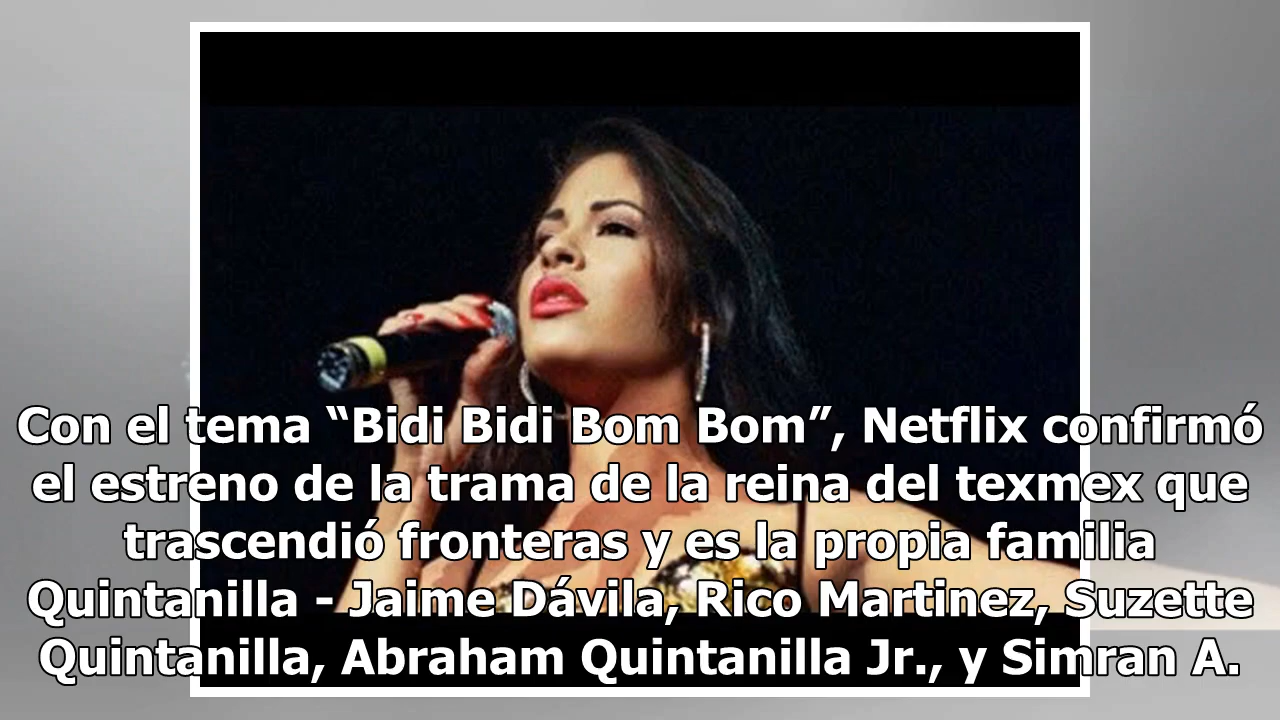 Con el tema “Bidi Bidi Bom Bom”, Netflix confirmó
el estreno de la trama de la reina del texmex que
trascendió fronteras y es la propia familia
Quintanilla - Jaime Dávila, Rico Martinez, Suzette
Quintanilla, Abraham Quintanilla Jr., y Simran A.